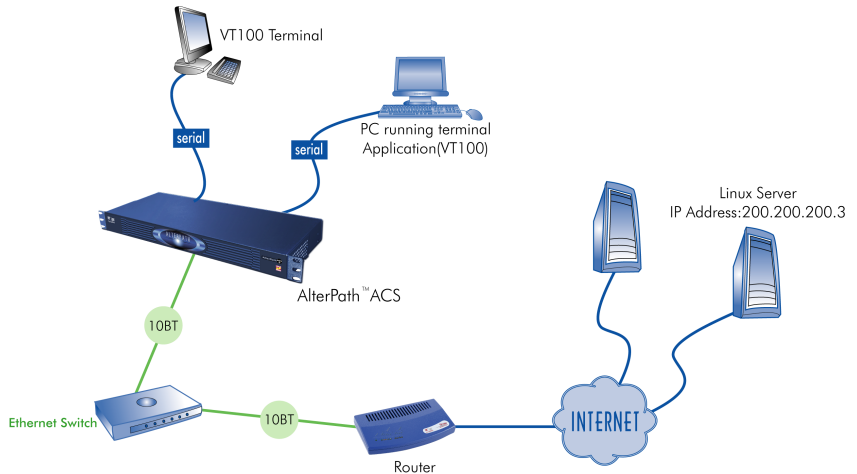 VT100 Terminal
serial
PC running terminal
Application(VT100)
serial
Linux Server
IP Address:200.200.200.3
ALTERPATH
AlterPath™ACS
10BT
Ethernet Switch
10BT
INTERNET
Router